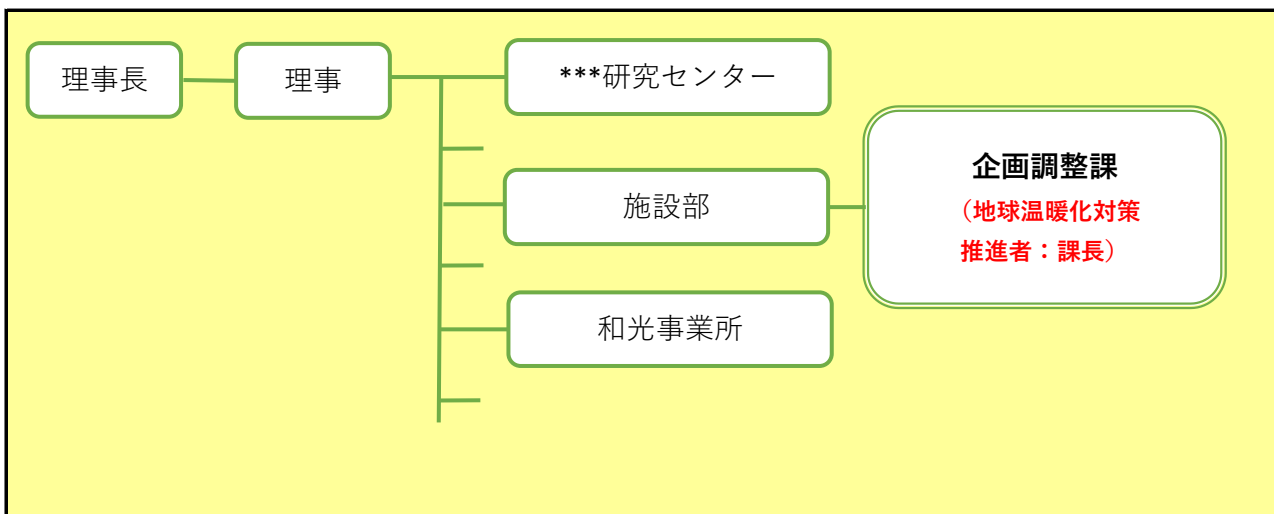 理事長
理事
***研究センター
施設部
企画調整課
（地球温暖化対策
推進者：課長）
和光事業所